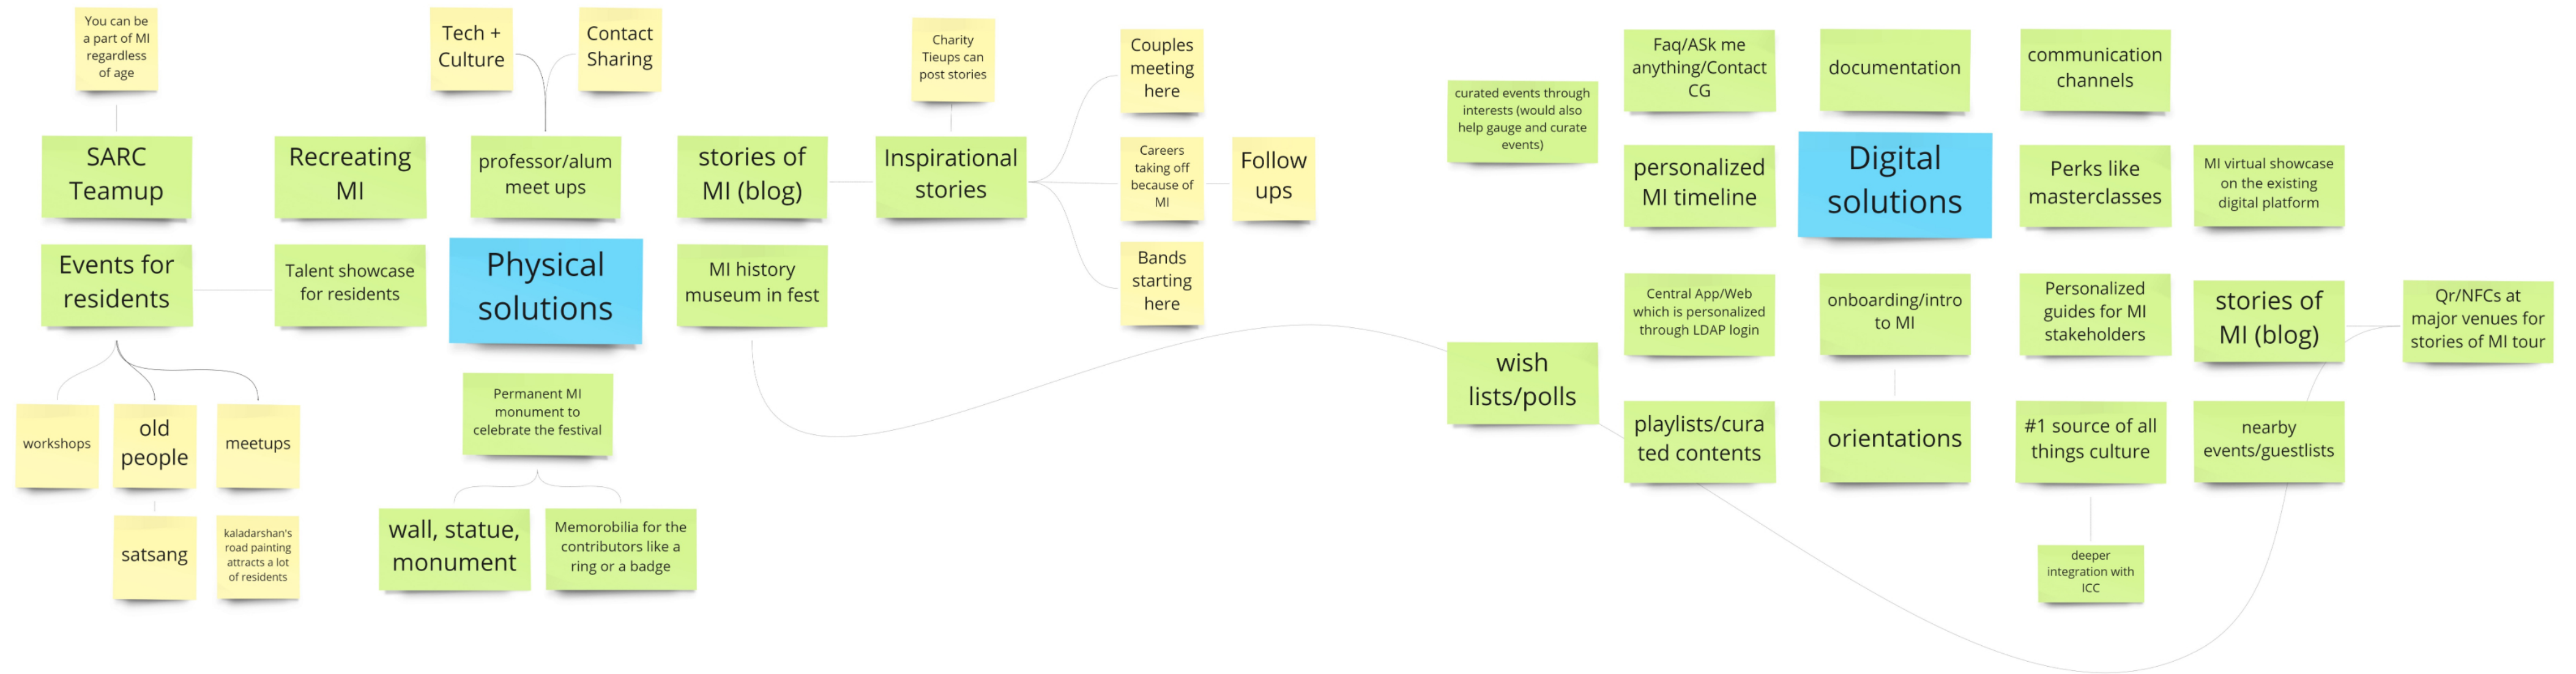 You can be
a part of MI
regardless
of age
Tech +
Culture
Contact
Sharing
Charity
Tieups can
post stories
Couples
meeting
here
SARC
Teamup
Recreating
MI
professor/alum
meet ups
stories of
MI (blog)
Inspirational
stories
Careers
taking off
because of
MI
Follow
ups
Events for
residents
Talent showcase
for residents
Physical
solutions
MI history
museum in fest
Bands
starting
here
workshops
old
people
meetups
Permanent MI
monument to
celebrate the festival
satsang
kaladarshan's
road painting
attracts a lot
of residents
wall, statue,
monument
Memorobilia for the
contributors like a
ring or a badge
curated events through
interests (would also
help gauge and curate
events)
Faq/ASk me
anything/Contact
CG
documentation
communication
channels
personalized
MI timeline
Digital
solutions
Perks like
masterclasses
MI virtual showcase
on the existing
digital platform
Central App/Web
which is personalized
through LDAP login
onboarding/intro
to MI
Personalized
guides for MI
stakeholders
stories of
MI (blog)
Qr/NFCs at
major venues for
stories of MI tour
wish
lists/polls
playlists/cura
ted contents
orientations
#1 source of all
things culture
nearby
events/guestlists
deeper
integration with
ICC